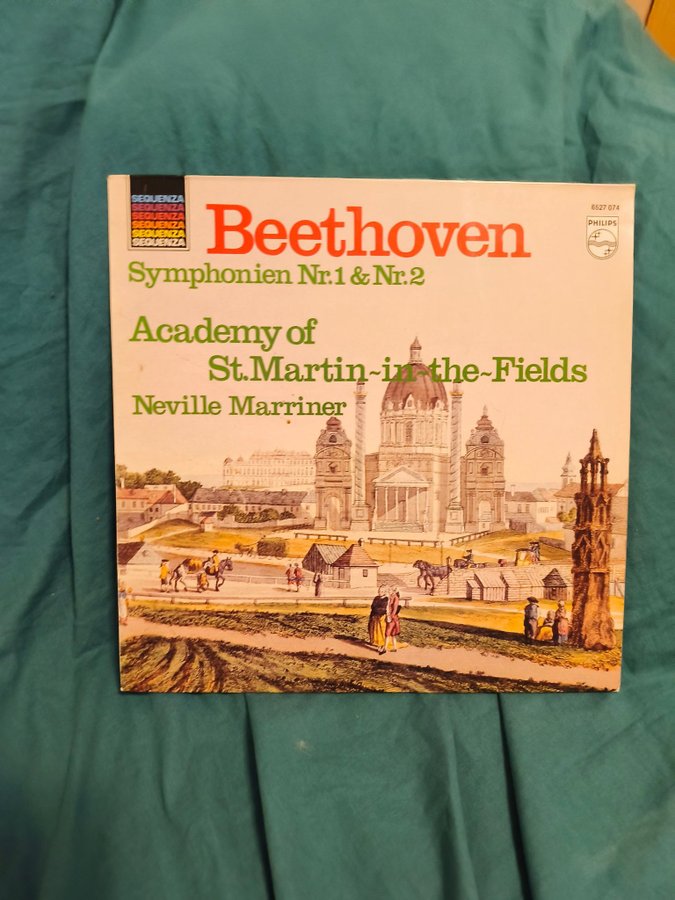 SEQUENZA
SEQUENZA
SEQUENZA
SEQUENZA
SEQUENZA
SEQUENZA
Beethoven
6527 074
PHILIPS
Symphonien Nr.1 & Nr.2
Academy of
St.Martin~in~the~Fields
Neville Marriner